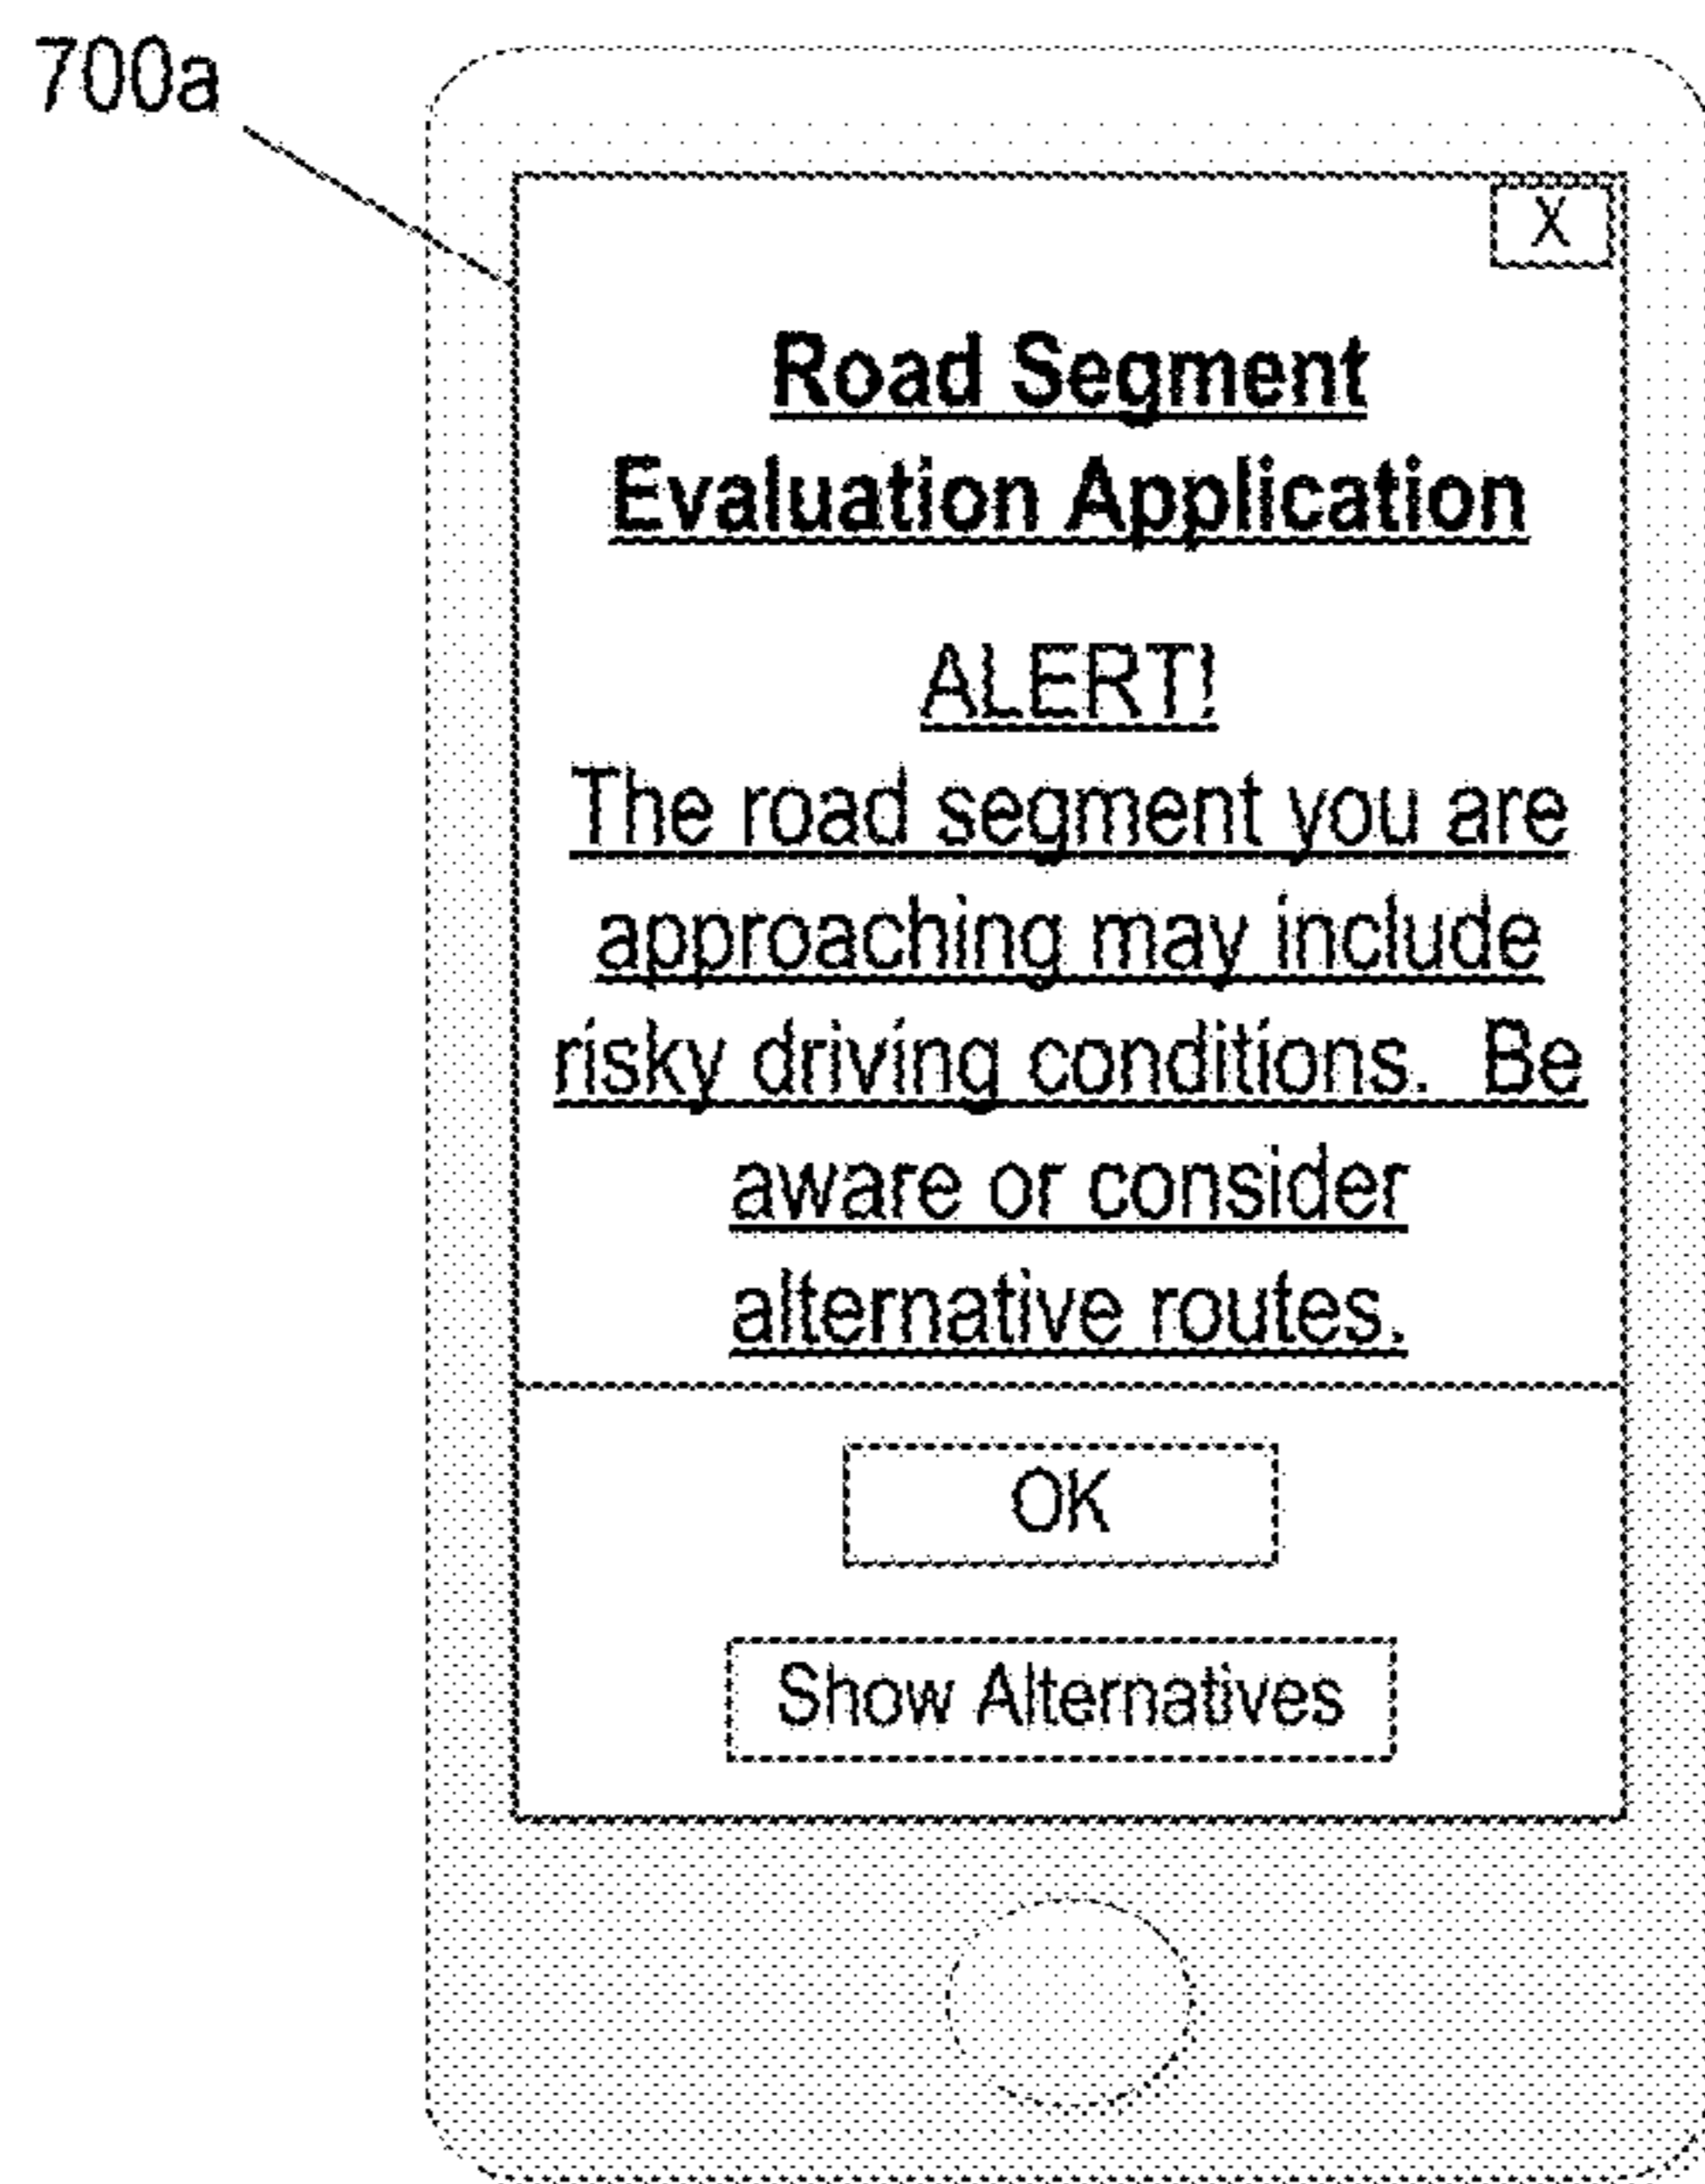 700a
X
Road Segment
Evaluation Application
ALERT!
The road segment you are
approaching may include
risky driving conditions.  Be
aware or consider
alternative routes.
OK
Show Alternatives